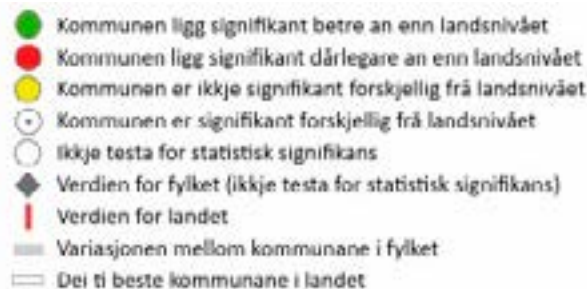 Kommunen ligg signifikant betre an enn landsnivået
Kommunen ligg signifikant dårlegare an enn landsnivået
Kommunen er ikkje signifikant forskjellig frå landsnivået
Kommunen er signifikant forskjellig frå landsnivået
Ikkje testa for statistisk signifikans
Verdien for fylket (ikkje testa for statistisk signifikans)
Verdien for landet
Variasjonen mellom kommunane i fylket
Dei ti beste kommunane i landet